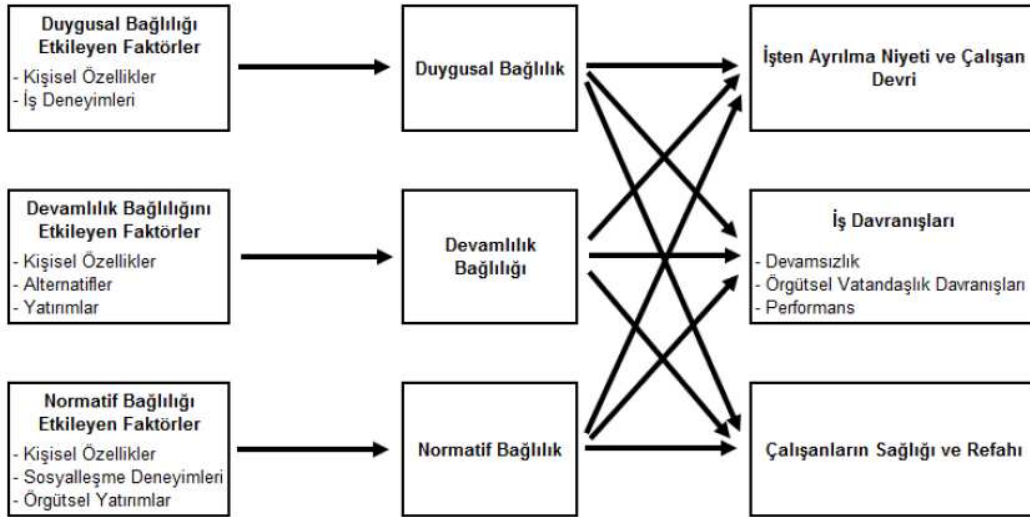 Duygusal Bağlılığı
Etkileyen Faktörler
- Kişisel Özellikler
- İş Deneyimleri
Duygusal Bağlılık
İşten Ayrılma Niyeti ve Çalışan
Devri
Devamlılık Bağlılığını
Etkileyen Faktörler
- Kişisel Özellikler
- Alternatifler
- Yatırımlar
Devamlılık
Bağlılığı
İş Davranışları
- Devamsızlık
- Örgütsel Vatandaşlık Davranışları
- Performans
Normatif Bağlılığı
Etkileyen Faktörler
- Kişisel Özellikler
- Sosyalleşme Deneyimleri
- Örgütsel Yatırımlar
Normatif Bağlılık
Çalışanların Sağlığı ve Refahı